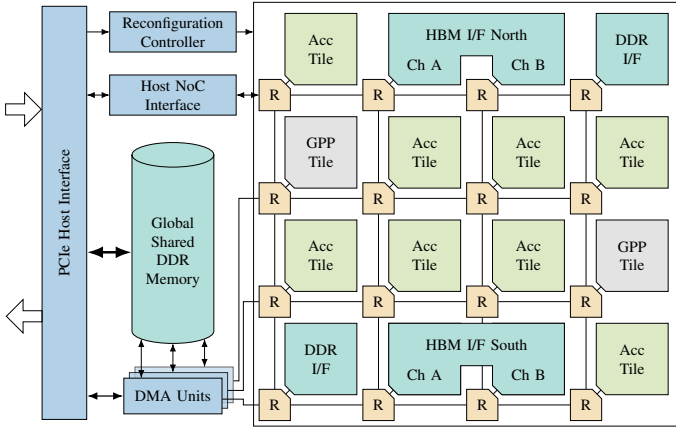 Reconfiguration
Controller
Host NoC
Interface
PCIe Host Interface
Global
Shared
DDR
Memory
DMA Units
Acc
Tile
HBM I/F North
Ch A
Ch B
DDR
I/F
R
R
R
R
GPP
Tile
Acc
Tile
Acc
Tile
Acc
Tile
R
R
R
R
Acc
Tile
Acc
Tile
Acc
Tile
GPP
Tile
R
R
R
R
DDR
I/F
HBM I/F South
Ch A
Ch B
Acc
Tile
R
R
R
R